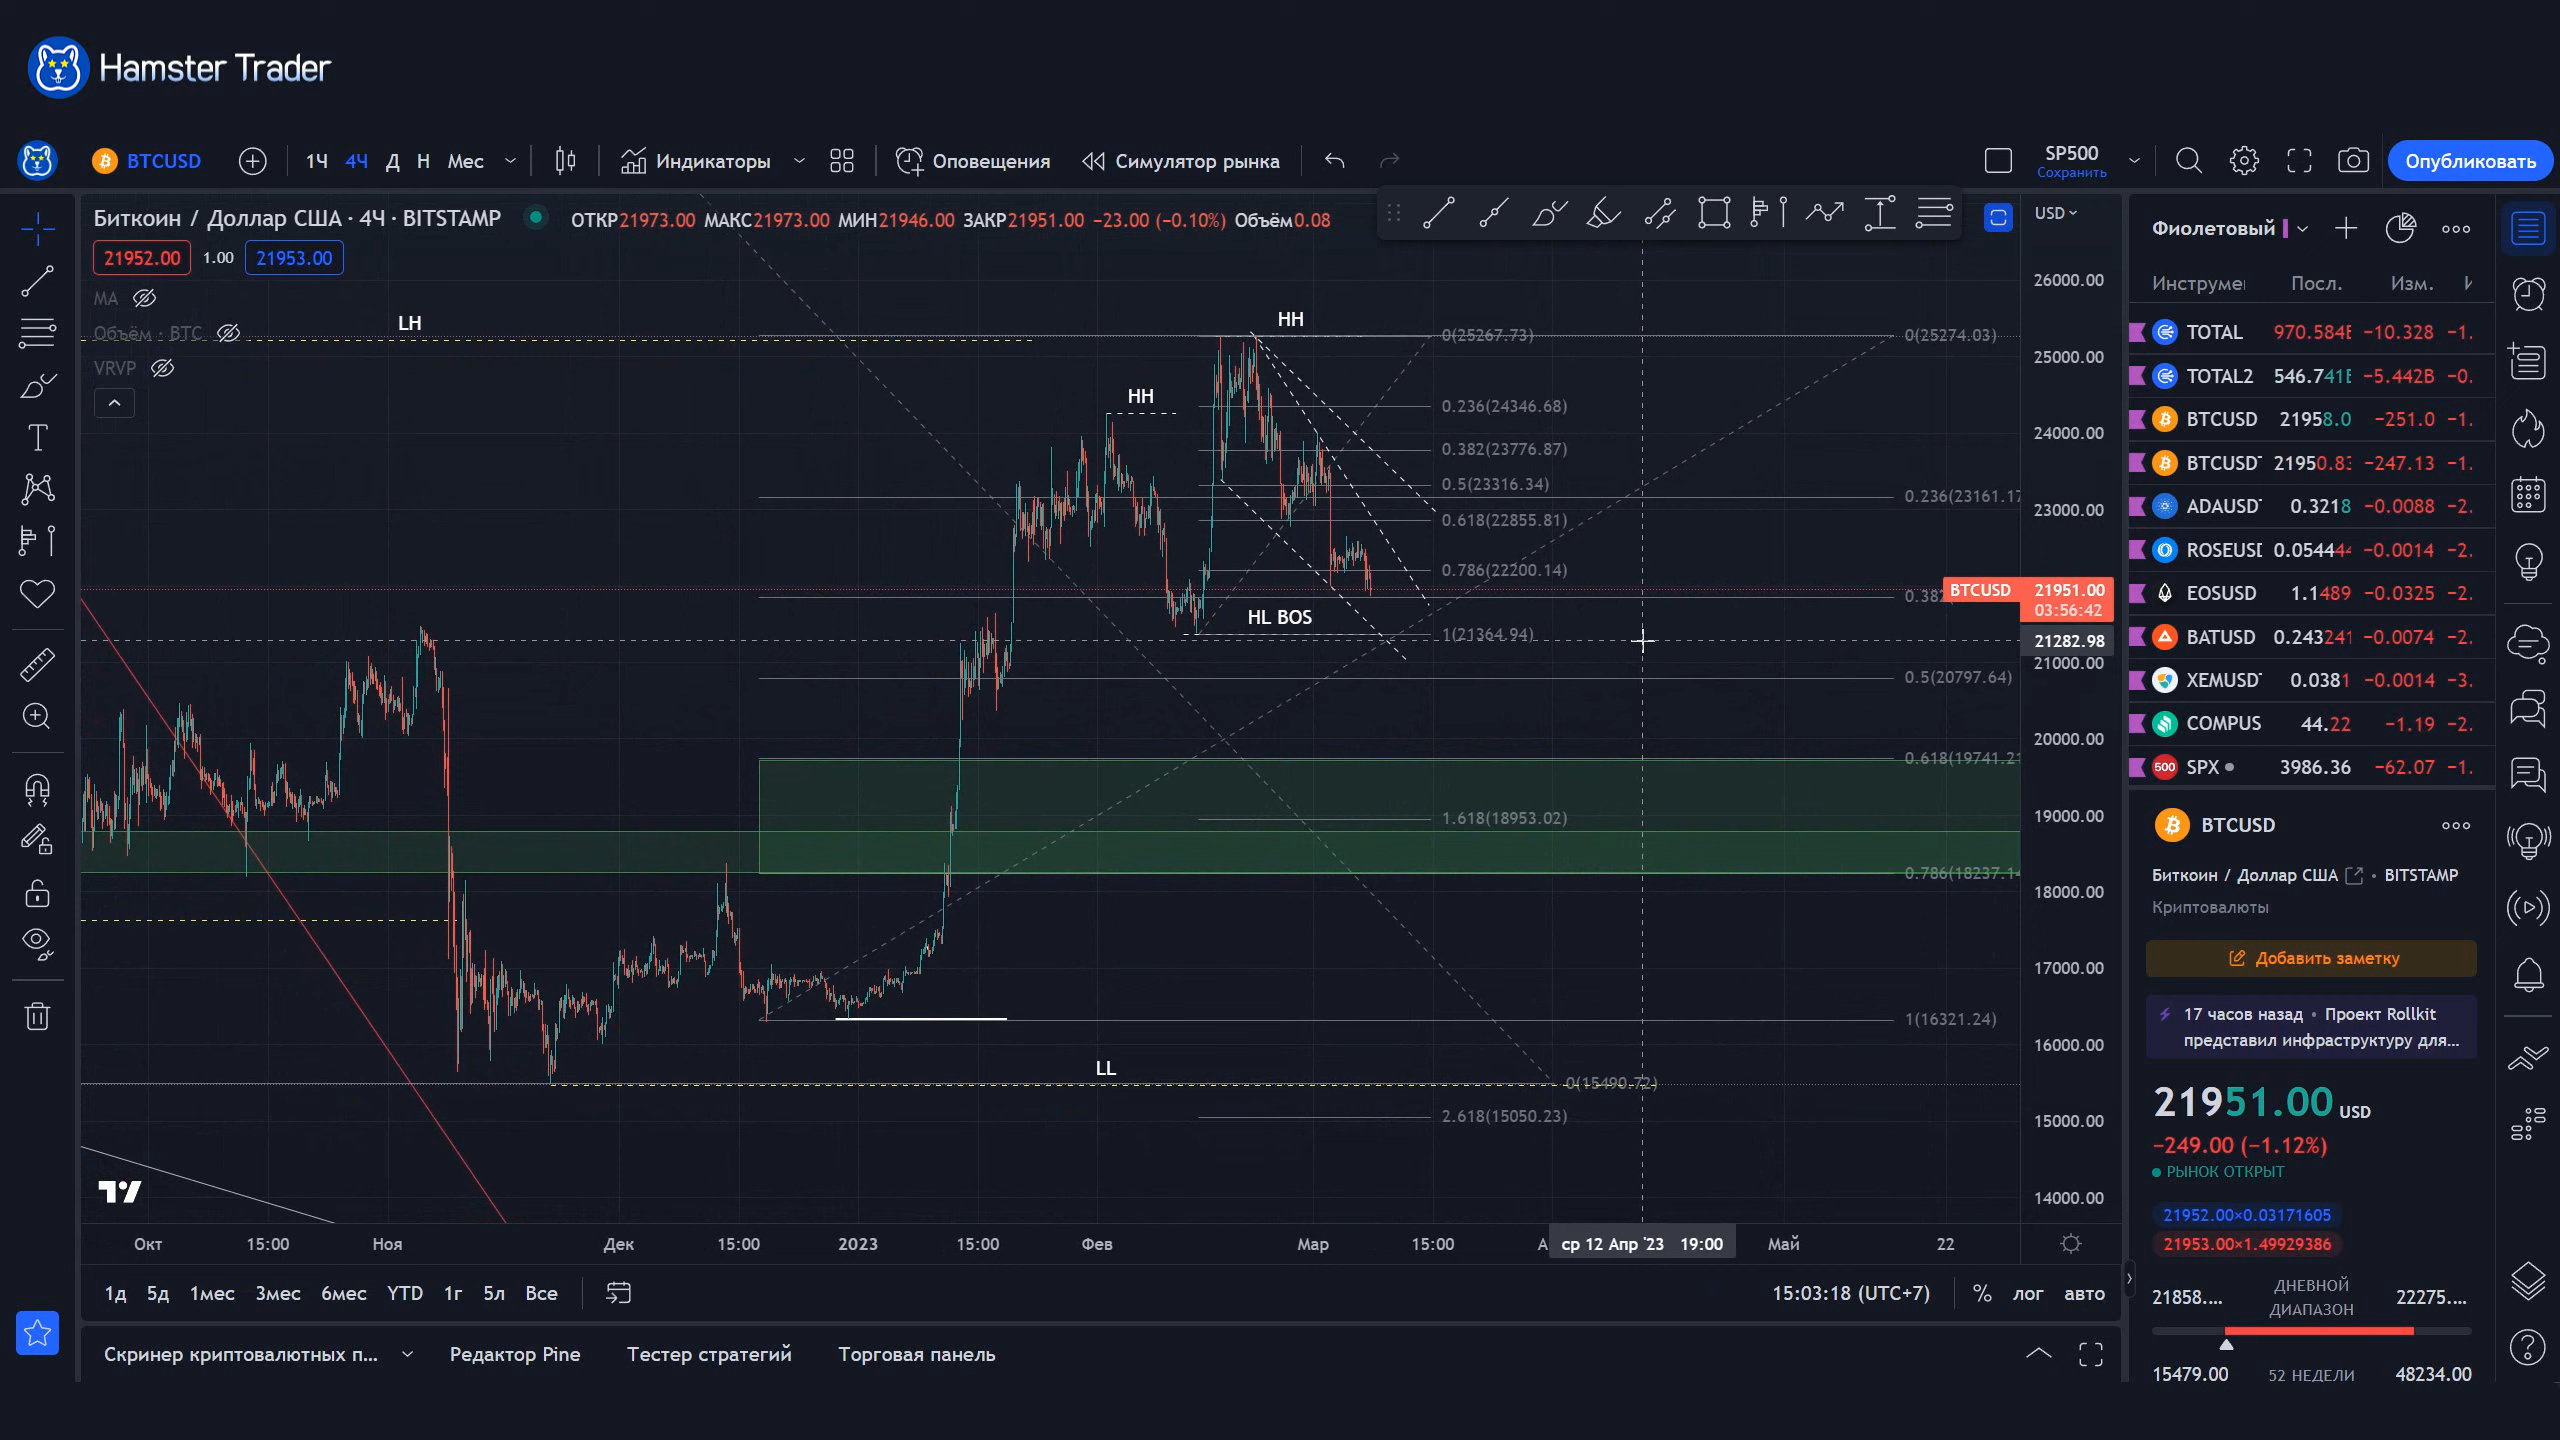 Hamster Trader
BTCUSD 1Ч 4Ч Д Н Мес Индикаторы Оповещения Симулятор рынка SP500 Сохранить Опубликовать
Биткоин / Доллар США · 4Ч · BITSTAMP ОТКР21973.00 МАКС21973.00 МИН21946.00 ЗАКР21951.00 −23.00 (−0.10%) Объём0.08
21952.00 1.00 21953.00
MA
Объём · BTC
VRVP
LH
HH
HH
HL BOS
LL
0(25267.73)
0.236(24346.68)
0.382(23776.87)
0.5(23316.34)
0.618(22855.81)
0.786(22200.14)
1(21364.94)
1.618(18953.02)
2.618(15050.23)
0(15490.72)
0(25274.03)
0.236(23161.17
0.382
0.5(20797.64)
0.618(19741.21
0.786(18237.14
1(16321.24)
USD
26000.00
25000.00
24000.00
23000.00
BTCUSD 21951.00
03:56:42
21282.98
21000.00
20000.00
19000.00
18000.00
17000.00
16000.00
15000.00
14000.00
Окт 15:00 Ноя Дек 15:00 2023 15:00 Фев Мар 15:00 А ср 12 Апр '23 19:00 Май 22
1д 5д 1мес 3мес 6мес YTD 1г 5л Все 15:03:18 (UTC+7) % лог авто
Скринер криптовалютных п... Редактор Pine Тестер стратегий Торговая панель
Фиолетовый
Посл. Изм.
TOTAL 970.584 −10.328 −1.
TOTAL2 546.741 −5.442B −0.
BTCUSD 21958.0 −251.0 −1.
BTCUSD 21950.8 −247.13 −1.
ADAUSD 0.3218 −0.0088 −2.
ROSEUSD 0.05444 −0.0014 −2.
EOSUSD 1.1489 −0.0325 −2.
BATUSD 0.243241 −0.0074 −2.
XEMUSD 0.0381 −0.0014 −3.
COMPUS 44.22 −1.19 −2.
500 SPX 3986.36 −62.07 −1.
BTCUSD
Биткоин / Доллар США • BITSTAMP
Криптовалюты
Добавить заметку
17 часов назад • Проект Rollkit
представил инфраструктуру для...
21951.00 USD
−249.00 (−1.12%)
РЫНОК ОТКРЫТ
21952.00×0.03171605
21953.00×1.49929386
21858.... ДНЕВНОЙ ДИАПАЗОН 22275....
15479.00 52 НЕДЕЛИ 48234.00